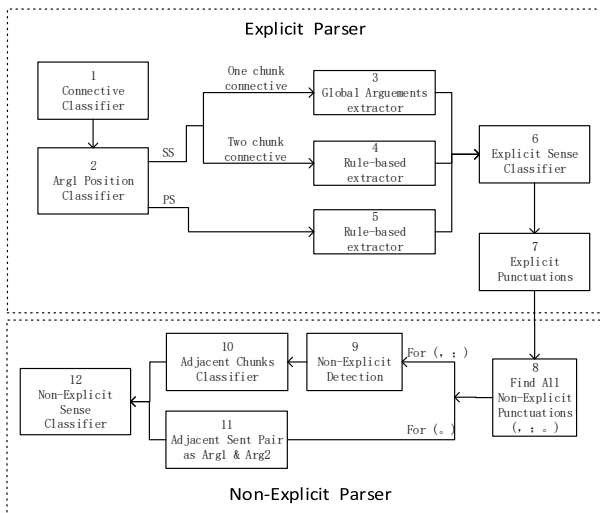 Explicit Parser
1
Connective
Classifier
One chunk
connective
3
Global Arguements
extractor
2
Arg1 Position
Classifier
SS
Two chunk
connective
4
Rule-based
extractor
6
Explicit Sense
Classifier
PS
5
Rule-based
extractor
7
Explicit
Punctuations
12
Non-Explicit
Sense
Classifier
10
Adjacent Chunks
Classifier
9
Non-Explicit
Detection
For (，；)
8
Find All
Non-Explicit
Punctuations
(，；。)
11
Adjacent Sent Pair
as Arg1 & Arg2
For (。)
Non-Explicit Parser